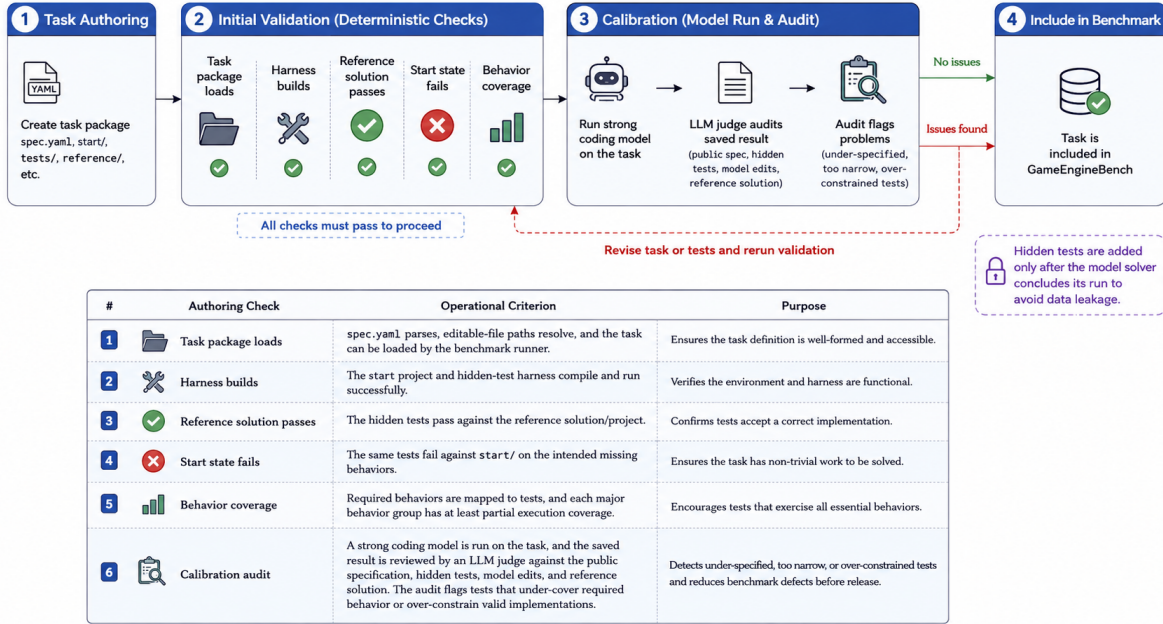 1 Task Authoring
YAML
Create task package
spec.yaml, start/,
tests/, reference/,
etc.
2 Initial Validation (Deterministic Checks)
Task
package
loads
Harness
builds
Reference
solution
passes
Start state
fails
Behavior
coverage
All checks must pass to proceed
3 Calibration (Model Run & Audit)
Run strong
coding model
on the task
LLM judge audits
saved result
(public spec, hidden
tests, model edits,
reference solution)
Audit flags
problems
(under-specified,
too narrow, over-
constrained tests)
No issues
Issues found
Revise task or tests and rerun validation
4 Include in Benchmark
Task is
included in
GameEngineBench
Hidden tests are added
only after the model solver
concludes its run to
avoid data leakage.
# Authoring Check Operational Criterion Purpose
1 Task package loads
spec.yaml parses, editable-file paths resolve, and the task
can be loaded by the benchmark runner.
Ensures the task definition is well-formed and accessible.
2 Harness builds
The start project and hidden-test harness compile and run
successfully.
Verifies the environment and harness are functional.
3 Reference solution passes
The hidden tests pass against the reference solution/project.
Confirms tests accept a correct implementation.
4 Start state fails
The same tests fail against start/ on the intended missing
behaviors.
Ensures the task has non-trivial work to be solved.
5 Behavior coverage
Required behaviors are mapped to tests, and each major
behavior group has at least partial execution coverage.
Encourages tests that exercise all essential behaviors.
6 Calibration audit
A strong coding model is run on the task, and the saved
result is reviewed by an LLM judge against the public
specification, hidden tests, model edits, and reference
solution. The audit flags tests that under-cover required
behavior or over-constrain valid implementations.
Detects under-specified, too narrow, or over-constrained tests
and reduces benchmark defects before release.